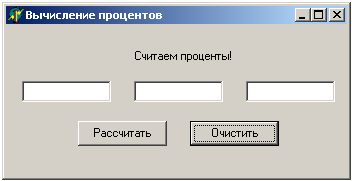 Вычисление процентов
Считаем проценты!
Рассчитать
Очистить